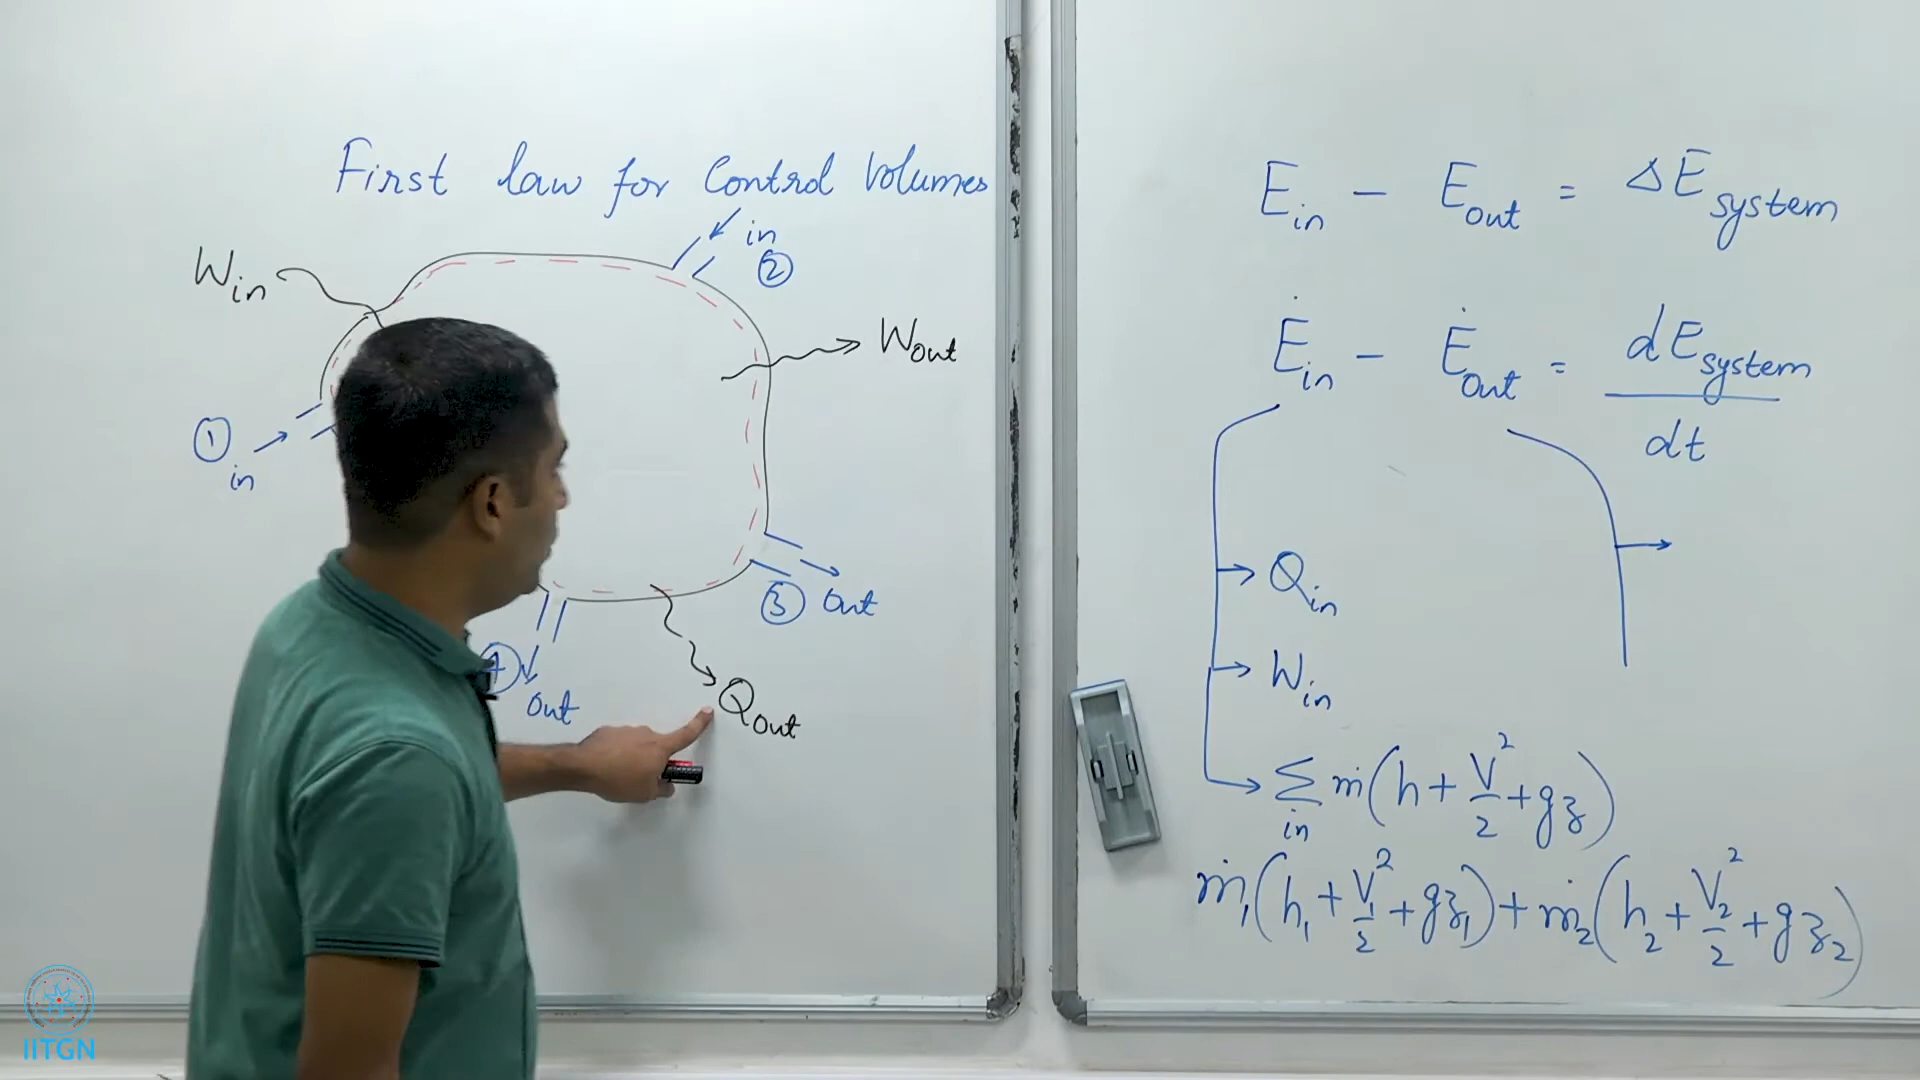 First law for Control Volumes
in
②
W_in
W_out
①
in
③ out
④
out
Q_out
E_in − E_out = ΔE_system
Ė_in − Ė_out = dE_system / dt
Q_in
W_in
Σ_in ṁ(h + V²/2 + gz)
ṁ₁(h₁ + V₁²/2 + gz₁) + ṁ₂(h₂ + V₂²/2 + gz₂)
IITGN